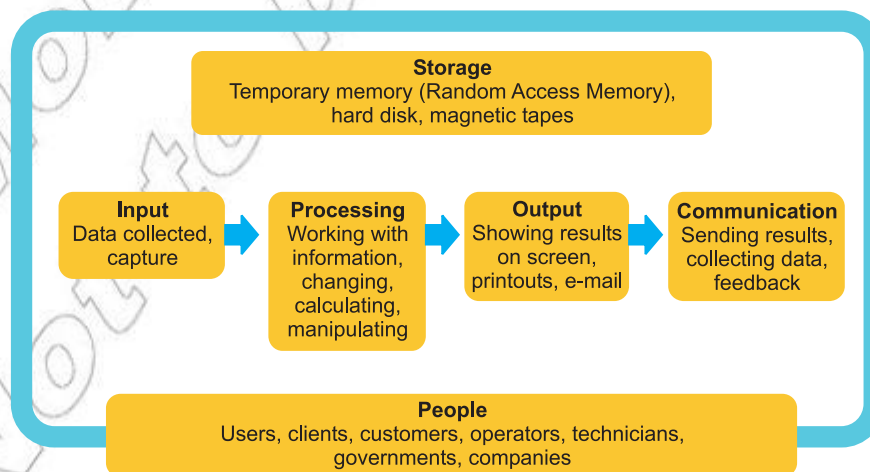 Storage
Temporary memory (Random Access Memory),
hard disk, magnetic tapes
Input
Data collected,
capture
Processing
Working with
information,
changing,
calculating,
manipulating
Output
Showing results
on screen,
printouts, e-mail
Communication
Sending results,
collecting data,
feedback
People
Users, clients, customers, operators, technicians,
governments, companies